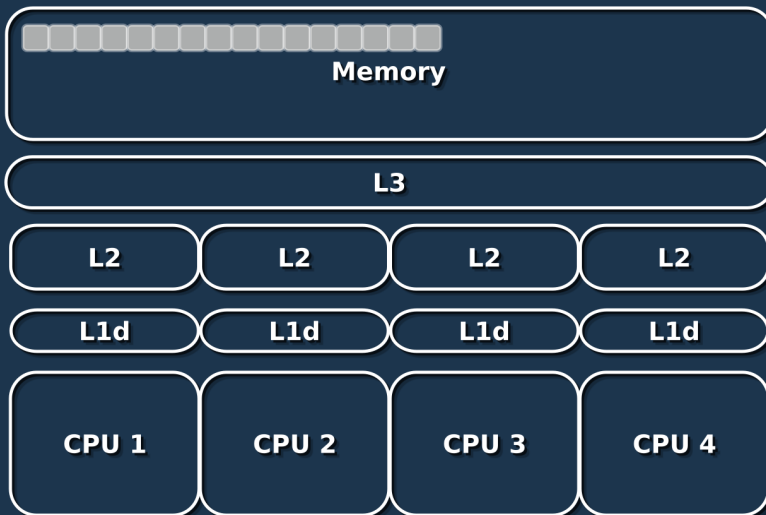 Memory
L3
L2 L2 L2 L2
L1d L1d L1d L1d
CPU 1 CPU 2 CPU 3 CPU 4